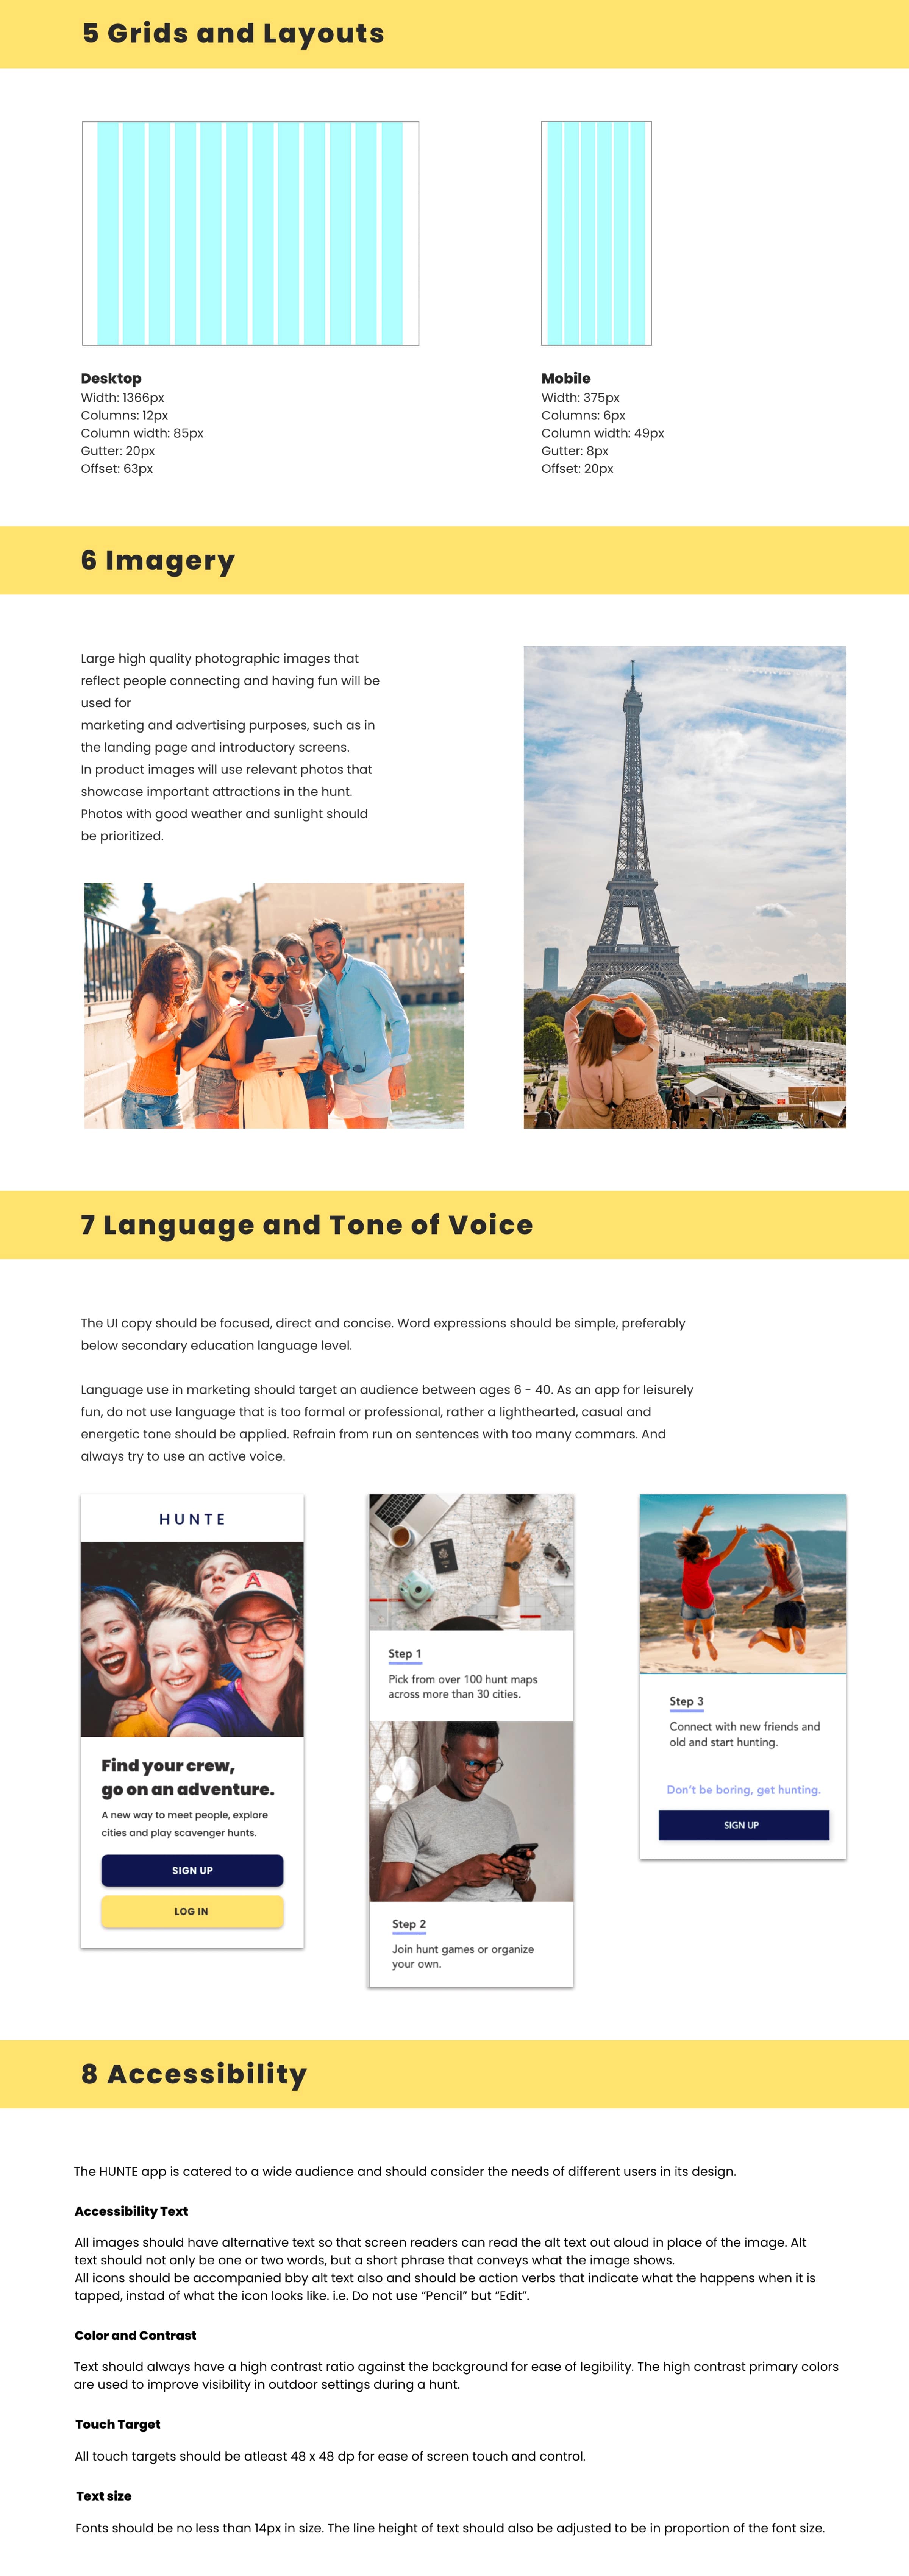 5 Grids and Layouts
Desktop
Width: 1366px
Columns: 12px
Column width: 85px
Gutter: 20px
Offset: 63px
Mobile
Width: 375px
Columns: 6px
Column width: 49px
Gutter: 8px
Offset: 20px
6 Imagery
Large high quality photographic images that
reflect people connecting and having fun will be
used for
marketing and advertising purposes, such as in
the landing page and introductory screens.
In product images will use relevant photos that
showcase important attractions in the hunt.
Photos with good weather and sunlight should
be prioritized.
7 Language and Tone of Voice
The UI copy should be focused, direct and concise. Word expressions should be simple, preferably
below secondary education language level.
Language use in marketing should target an audience between ages 6 - 40. As an app for leisurely
fun, do not use language that is too formal or professional, rather a lighthearted, casual and
energetic tone should be applied. Refrain from run on sentences with too many commars. And
always try to use an active voice.
HUNTE
A
Find your crew,
go on an adventure.
A new way to meet people, explore
cities and play scavenger hunts.
SIGN UP
LOG IN
Step 1
Pick from over 100 hunt maps
across more than 30 cities.
Step 2
Join hunt games or organize
your own.
Step 3
Connect with new friends and
old and start hunting.
Don't be boring, get hunting.
SIGN UP
8 Accessibility
The HUNTE app is catered to a wide audience and should consider the needs of different users in its design.
Accessibility Text
All images should have alternative text so that screen readers can read the alt text out aloud in place of the image. Alt
text should not only be one or two words, but a short phrase that conveys what the image shows.
All icons should be accompanied bby alt text also and should be action verbs that indicate what the happens when it is
tapped, instad of what the icon looks like. i.e. Do not use “Pencil” but “Edit”.
Color and Contrast
Text should always have a high contrast ratio against the background for ease of legibility. The high contrast primary colors
are used to improve visibility in outdoor settings during a hunt.
Touch Target
All touch targets should be atleast 48 x 48 dp for ease of screen touch and control.
Text size
Fonts should be no less than 14px in size. The line height of text should also be adjusted to be in proportion of the font size.